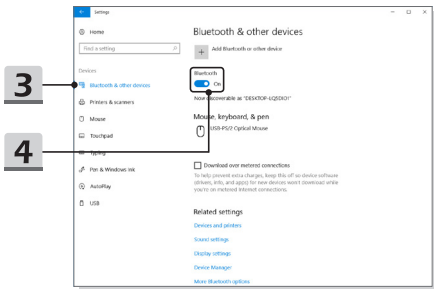 Settings
Home
Find a setting
Devices
Bluetooth & other devices
Printers & scanners
Mouse
Touchpad
Typing
Pen & Windows Ink
AutoPlay
USB
3
4
Bluetooth & other devices
Add Bluetooth or other device
Bluetooth
On
Now discoverable as
Mouse, keyboard, & pen
USB-PS/2 Optical Mouse
Download over metered connections
To help prevent extra charges, keep this off so device software
(drivers, info, and apps) for new devices won't download while
you're on metered Internet connections.
Related settings
Devices and printers
Sound settings
Display settings
Device Manager
More Bluetooth options